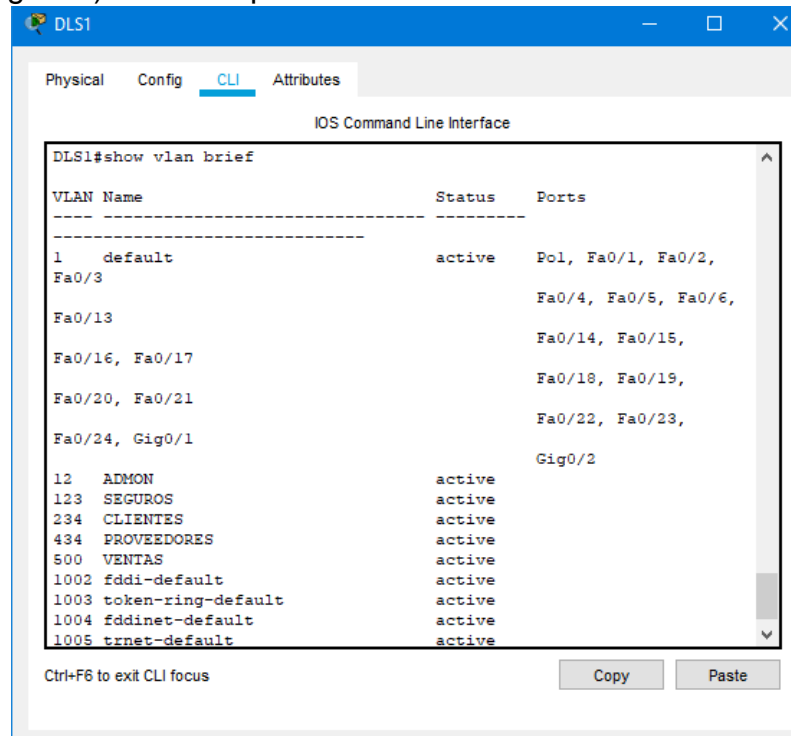 DLS1
Physical Config CLI Attributes
IOS Command Line Interface
DLS1#show vlan brief
VLAN Name Status Ports
---- -------------------------------- ---------
-------------------------------
1 default active Po1, Fa0/1, Fa0/2,
Fa0/3
Fa0/4, Fa0/5, Fa0/6,
Fa0/13
Fa0/14, Fa0/15,
Fa0/16, Fa0/17
Fa0/18, Fa0/19,
Fa0/20, Fa0/21
Fa0/22, Fa0/23,
Fa0/24, Gig0/1
Gig0/2
12 ADMON active
123 SEGUROS active
234 CLIENTES active
434 PROVEEDORES active
500 VENTAS active
1002 fddi-default active
1003 token-ring-default active
1004 fddinet-default active
1005 trnet-default active
Ctrl+F6 to exit CLI focus
Copy Paste